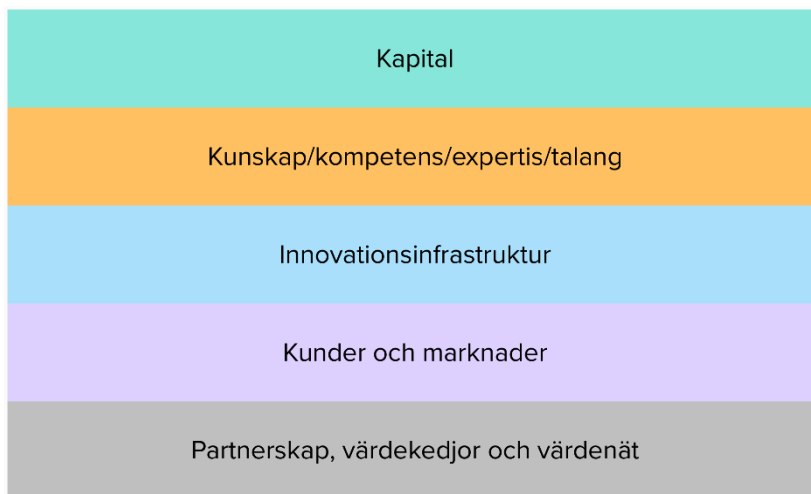 Kapital
Kunskap/kompetens/expertis/talang
Innovationsinfrastruktur
Kunder och marknader
Partnerskap, värdekedjor och värdenät